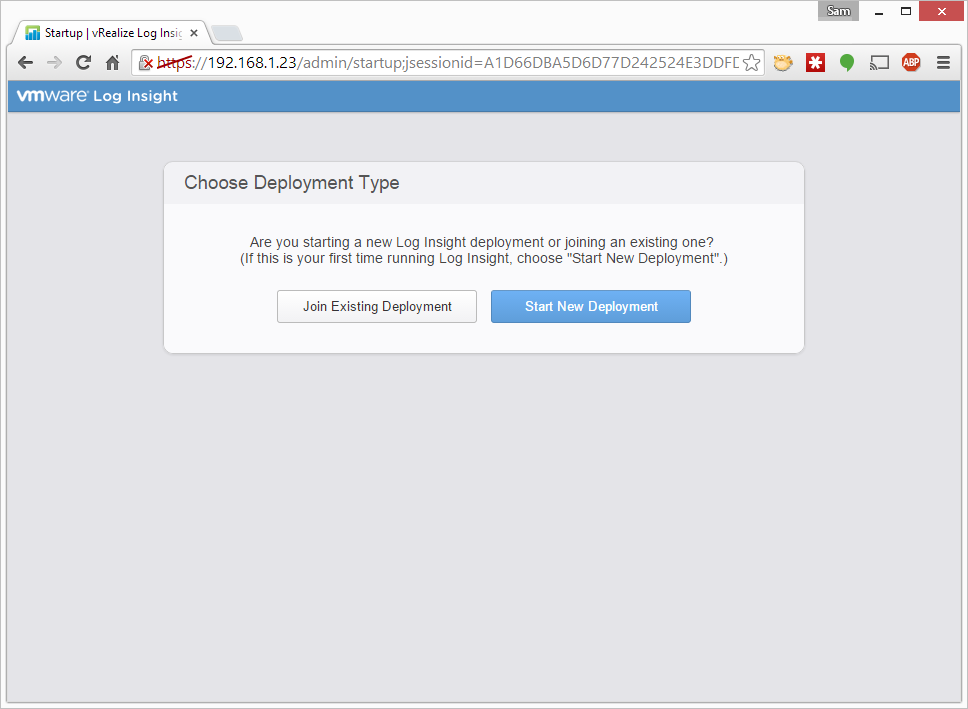 Sam
Startup | vRealize Log Insig
https://192.168.1.23/admin/startup;jsessionid=A1D66DBA5D6D77D242524E3DDFD
ABP
vmware Log Insight
Choose Deployment Type
Are you starting a new Log Insight deployment or joining an existing one?
(If this is your first time running Log Insight, choose "Start New Deployment".)
Join Existing Deployment
Start New Deployment